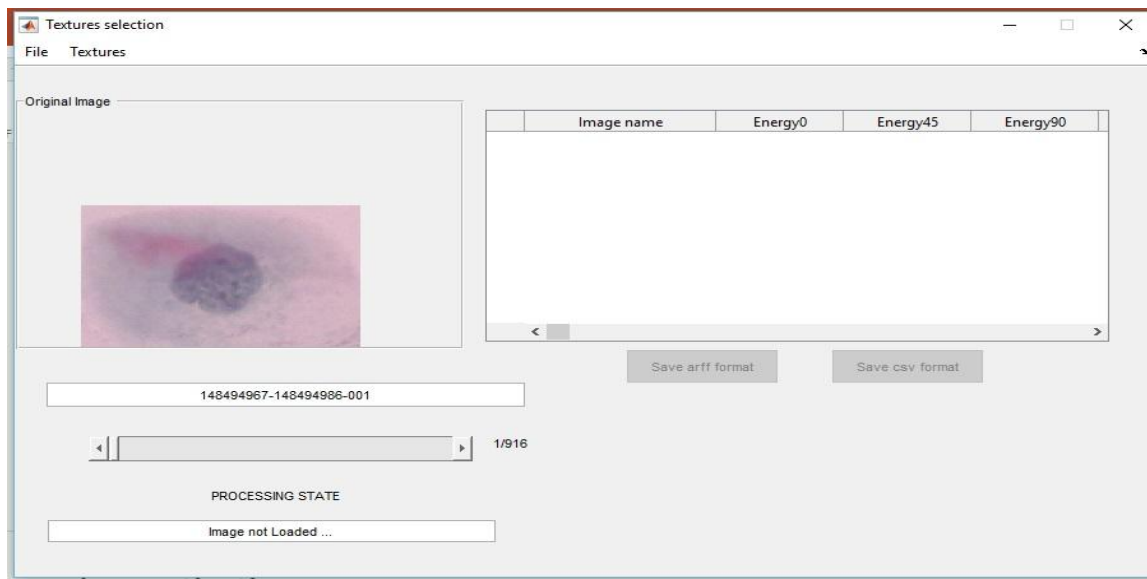 Textures selection
File Textures
Original Image
Image name Energy0 Energy45 Energy90
Save arff format Save csv format
148494967-148494986-001
1/916
PROCESSING STATE
Image not Loaded ...